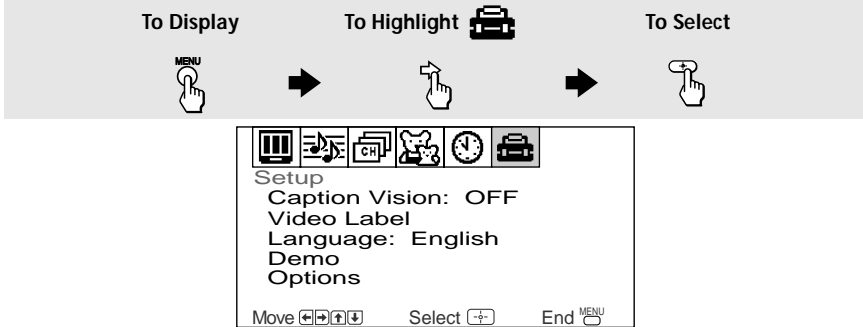 To Display To Highlight To Select
MENU
CH
Setup
Caption Vision: OFF
Video Label
Language: English
Demo
Options
Move Select End MENU